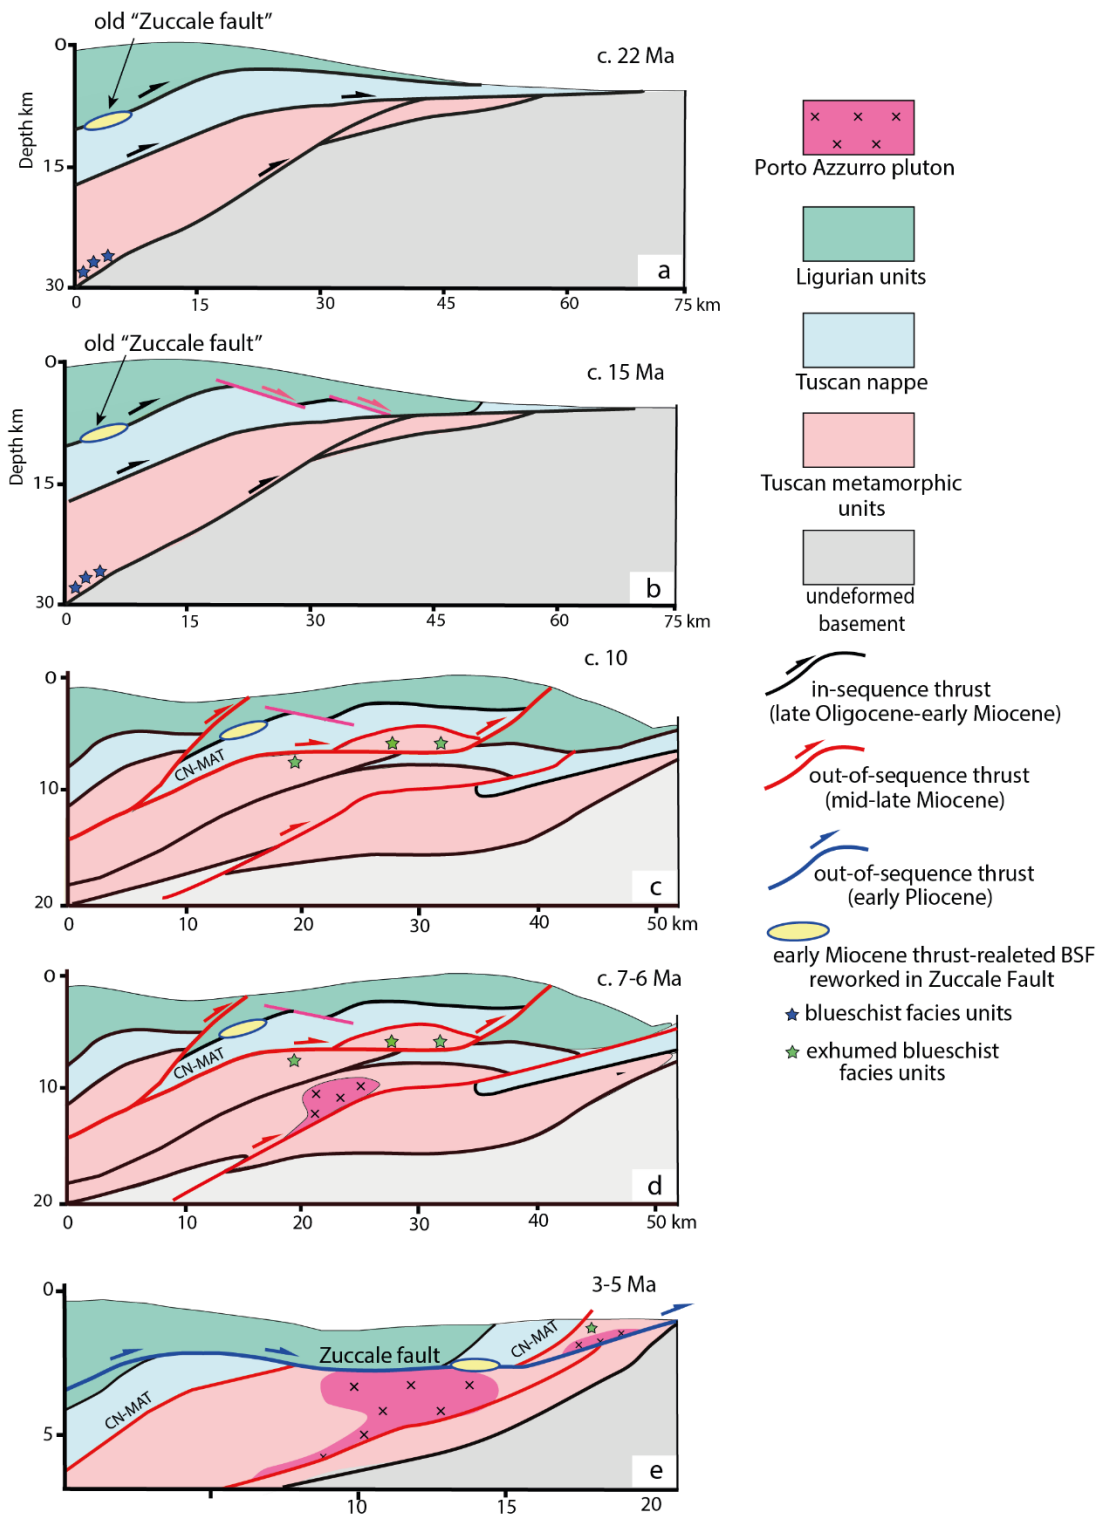 old “Zuccale fault”
c. 22 Ma
Depth km
0
15
30
0
15
30
45
60
75 km
a
old “Zuccale fault”
c. 15 Ma
Depth km
0
15
30
0
15
30
45
60
75 km
b
c. 10
0
10
20
CN-MAT
0
10
20
30
40
50 km
c
c. 7-6 Ma
0
10
20
CN-MAT
0
10
20
30
40
50 km
d
3-5 Ma
0
5
Zuccale fault
CN-MAT
CN-MAT
10
15
20
e
Porto Azzurro pluton
Ligurian units
Tuscan nappe
Tuscan metamorphic
units
undeformed
basement
in-sequence thrust
(late Oligocene-early Miocene)
out-of-sequence thrust
(mid-late Miocene)
out-of-sequence thrust
(early Pliocene)
early Miocene thrust-realeted BSF
reworked in Zuccale Fault
blueschist facies units
exhumed blueschist
facies units